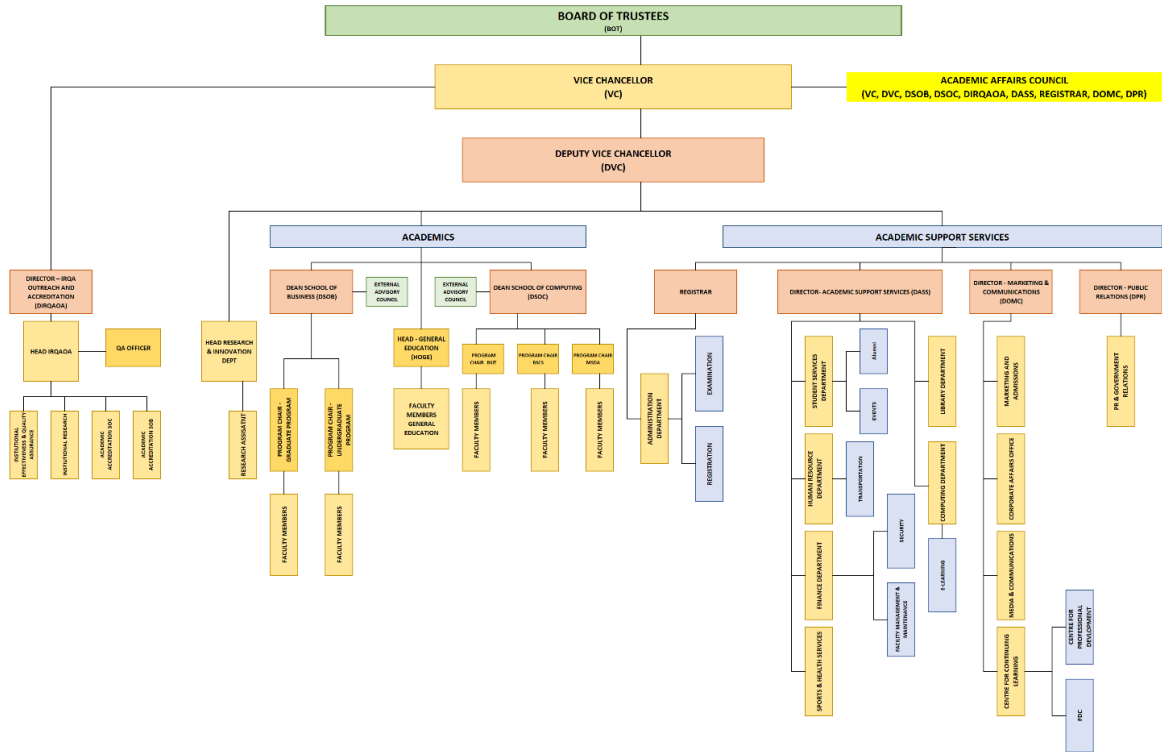 BOARD OF TRUSTEES
(BOT)
VICE CHANCELLOR
(VC)
ACADEMIC AFFAIRS COUNCIL
(VC, DVC, DSOB, DSOC, DIRQAOA, DASS, REGISTRAR, DOMC, DPR)
DEPUTY VICE CHANCELLOR
(DVC)
ACADEMICS
ACADEMIC SUPPORT SERVICES
DIRECTOR – IRQA
OUTREACH AND
ACCREDITATION
(DIRQAOA)
DEAN SCHOOL OF
BUSINESS (DSOB)
EXTERNAL
ADVISORY
COUNCIL
EXTERNAL
ADVISORY
COUNCIL
DEAN SCHOOL OF COMPUTING
(DSOC)
REGISTRAR
DIRECTOR- ACADEMIC SUPPORT SERVICES (DASS)
DIRECTOR - MARKETING &
COMMUNICATIONS
(DOMC)
DIRECTOR - PUBLIC
RELATIONS (DPR)
HEAD IRQAOA
QA OFFICER
HEAD RESEARCH
& INNOVATION
DEPT
HEAD - GENERAL
EDUCATION
(HOGE)
PROGRAM
CHAIR BSIT
PROGRAM
CHAIR BSCS
PROGRAM
CHAIR MSDA
INSTITUTIONAL
EFFECTIVENESS & QUALITY
ASSURANCE
INSTITUTIONAL RESEARCH
ACADEMIC
ACCREDITATION SOC
ACADEMIC
ACCREDITATION SOB
RESEARCH ASSISATNT
PROGRAM CHAIR -
GRADUATE PROGRAM
PROGRAM CHAIR -
UNDERGRADUATE
PROGRAM
FACULTY
MEMBERS
GENERAL
EDUCATION
FACULTY MEMBERS
FACULTY MEMBERS
FACULTY MEMBERS
FACULTY MEMBERS
FACULTY MEMBERS
ADMINISTRATION
DEPARTMENT
EXAMINATION
REGISTRATION
STUDENT SERVICES
DEPARTMENT
Alumni
EVENTS
LIBRARY DEPARTMENT
HUMAN RESOURCE
DEPARTMENT
TRANSPORTATION
COMPUTING DEPARTMENT
FINANCE DEPARTMENT
SECURITY
FACILITY MANAGEMENT &
MAINTENANCE
E-LEARNING
SPORTS & HEALTH SERVICES
MARKETING AND
ADMISSIONS
CORPORATE AFFAIRS OFFICE
MEDIA & COMMUNICATIONS
CENTRE FOR CONTINUING
LEARNING
CENTRE FOR
PROFESSIONAL
DEVLOPMENT
FDC
PR & GOVERNMENT
RELATIONS